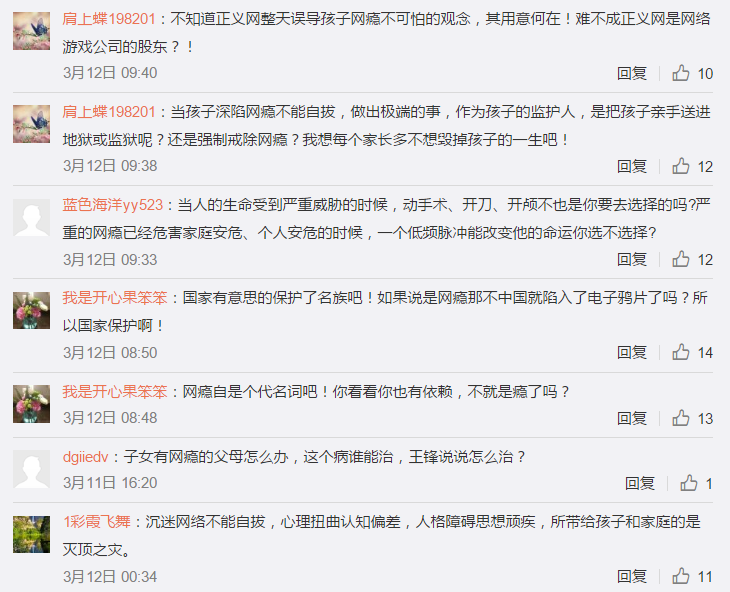 肩上蝶198201：不知道正义网整天误导孩子网瘾不可怕的观念，其用意何在！难不成正义网是网络
游戏公司的股东？！
3月12日 09:40 回复 10
肩上蝶198201：当孩子深陷网瘾不能自拔，做出极端的事，作为孩子的监护人，是把孩子亲手送进
地狱或监狱呢？还是强制戒除网瘾？我想每个家长多不想毁掉孩子的一生吧！
3月12日 09:38 回复 12
蓝色海洋yy523：当人的生命受到严重威胁的时候，动手术、开刀、开颅不也是你要去选择的吗?严
重的网瘾已经危害家庭安危、个人安危的时候，一个低频脉冲能改变他的命运你选不选择?
3月12日 09:33 回复 12
我是开心果笨笨：国家有意思的保护了名族吧！如果说是网瘾那不中国就陷入了电子鸦片了吗？所
以国家保护啊！
3月12日 08:50 回复 14
我是开心果笨笨：网瘾自是个代名词吧！你看看你也有依赖，不就是瘾了吗？
3月12日 08:48 回复 13
dgiiedv：子女有网瘾的父母怎么办，这个病谁能治，王锋说说怎么治？
3月11日 16:20 回复 1
1彩霞飞舞：沉迷网络不能自拔，心理扭曲认知偏差，人格障碍思想顽疾，所带给孩子和家庭的是
灭顶之灾。
3月12日 00:34 回复 11